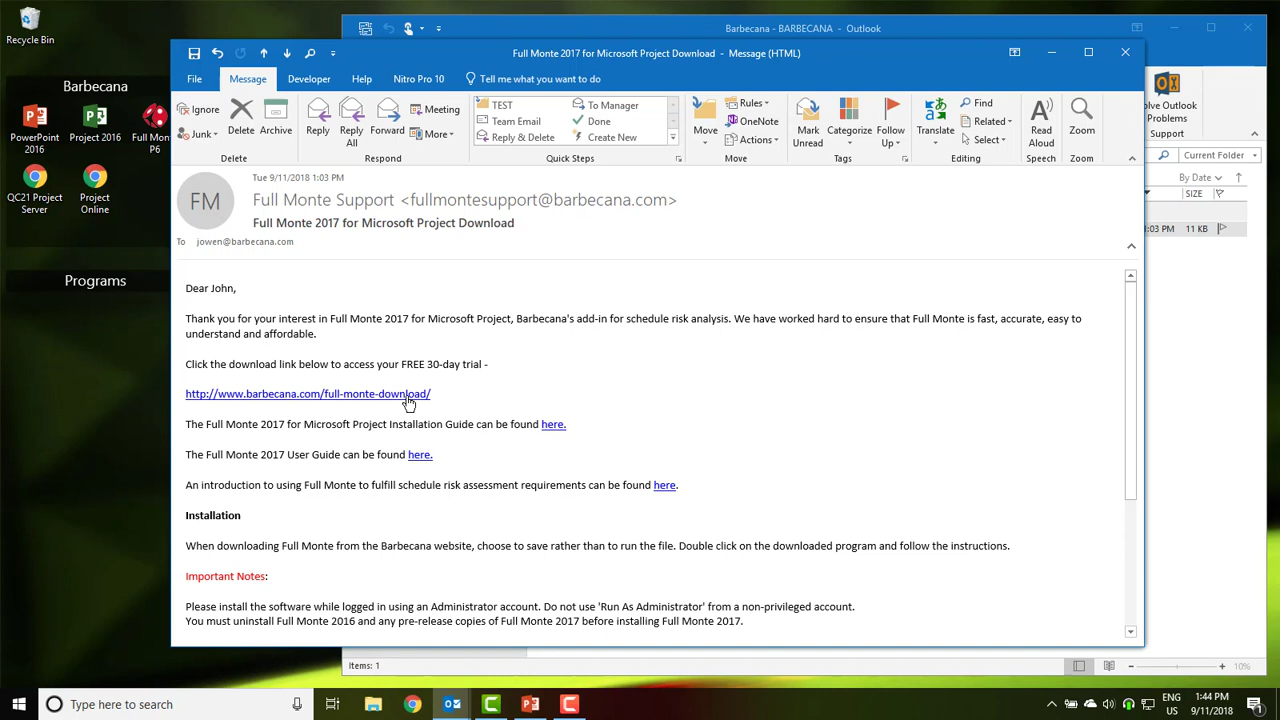 Recycle Bin
Barbecana
PowerPoint 2016
Project 2016
Full Mon P6
QC21 Project Server
Project Online
Programs
Barbecana - BARBECANA - Outlook
Full Monte 2017 for Microsoft Project Download - Message (HTML)
File Message Developer Help Nitro Pro 10 Tell me what you want to do
Ignore
Junk
Delete
Archive
Delete
Reply
Reply All
Forward
Meeting
More
Respond
TEST
Team Email
Reply & Delete
To Manager
Done
Create New
Quick Steps
Move
Rules
OneNote
Actions
Move
Mark Unread
Categorize
Follow Up
Tags
Translate
Find
Related
Select
Editing
Read Aloud
Speech
Zoom
Zoom
olve Outlook
Problems
Support
Current Folder
By Date
SIZE
1:03 PM 11 KB
FM
Tue 9/11/2018 1:03 PM
Full Monte Support <fullmontesupport@barbecana.com>
Full Monte 2017 for Microsoft Project Download
To jowen@barbecana.com
Dear John,
Thank you for your interest in Full Monte 2017 for Microsoft Project, Barbecana's add-in for schedule risk analysis. We have worked hard to ensure that Full Monte is fast, accurate, easy to
understand and affordable.
Click the download link below to access your FREE 30-day trial -
http://www.barbecana.com/full-monte-download/
The Full Monte 2017 for Microsoft Project Installation Guide can be found here.
The Full Monte 2017 User Guide can be found here.
An introduction to using Full Monte to fulfill schedule risk assessment requirements can be found here.
Installation
When downloading Full Monte from the Barbecana website, choose to save rather than to run the file. Double click on the downloaded program and follow the instructions.
Important Notes:
Please install the software while logged in using an Administrator account. Do not use 'Run As Administrator' from a non-privileged account.
You must uninstall Full Monte 2016 and any pre-release copies of Full Monte 2017 before installing Full Monte 2017.
Items: 1
10%
Type here to search
ENG
US
1:44 PM
9/11/2018
1